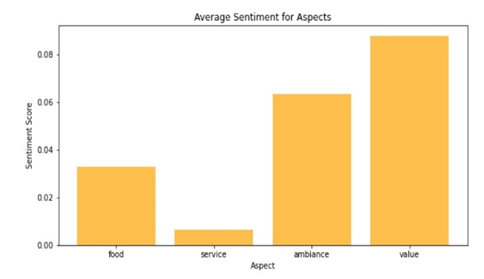 Average Sentiment for Aspects
0.08
0.06
0.04
0.02
0.00
Sentiment Score
food service ambiance value
Aspect